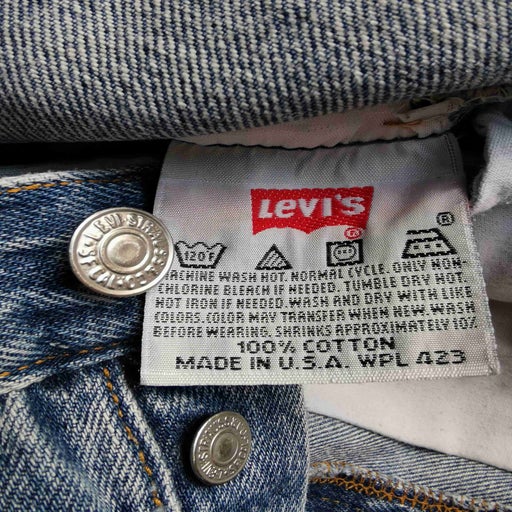 Levi's
®
®
120°F
MACHINE WASH HOT. NORMAL CYCLE. ONLY NON-
CHLORINE BLEACH IF NEEDED. TUMBLE DRY HOT.
HOT IRON IF NEEDED. WASH AND DRY WITH LIKE
COLORS. COLOR MAY TRANSFER WHEN NEW. WASH
BEFORE WEARING. SHRINKS APPROXIMATELY 10%
100% COTTON
MADE IN U.S.A. WPL 423
LEVI STRAUSS